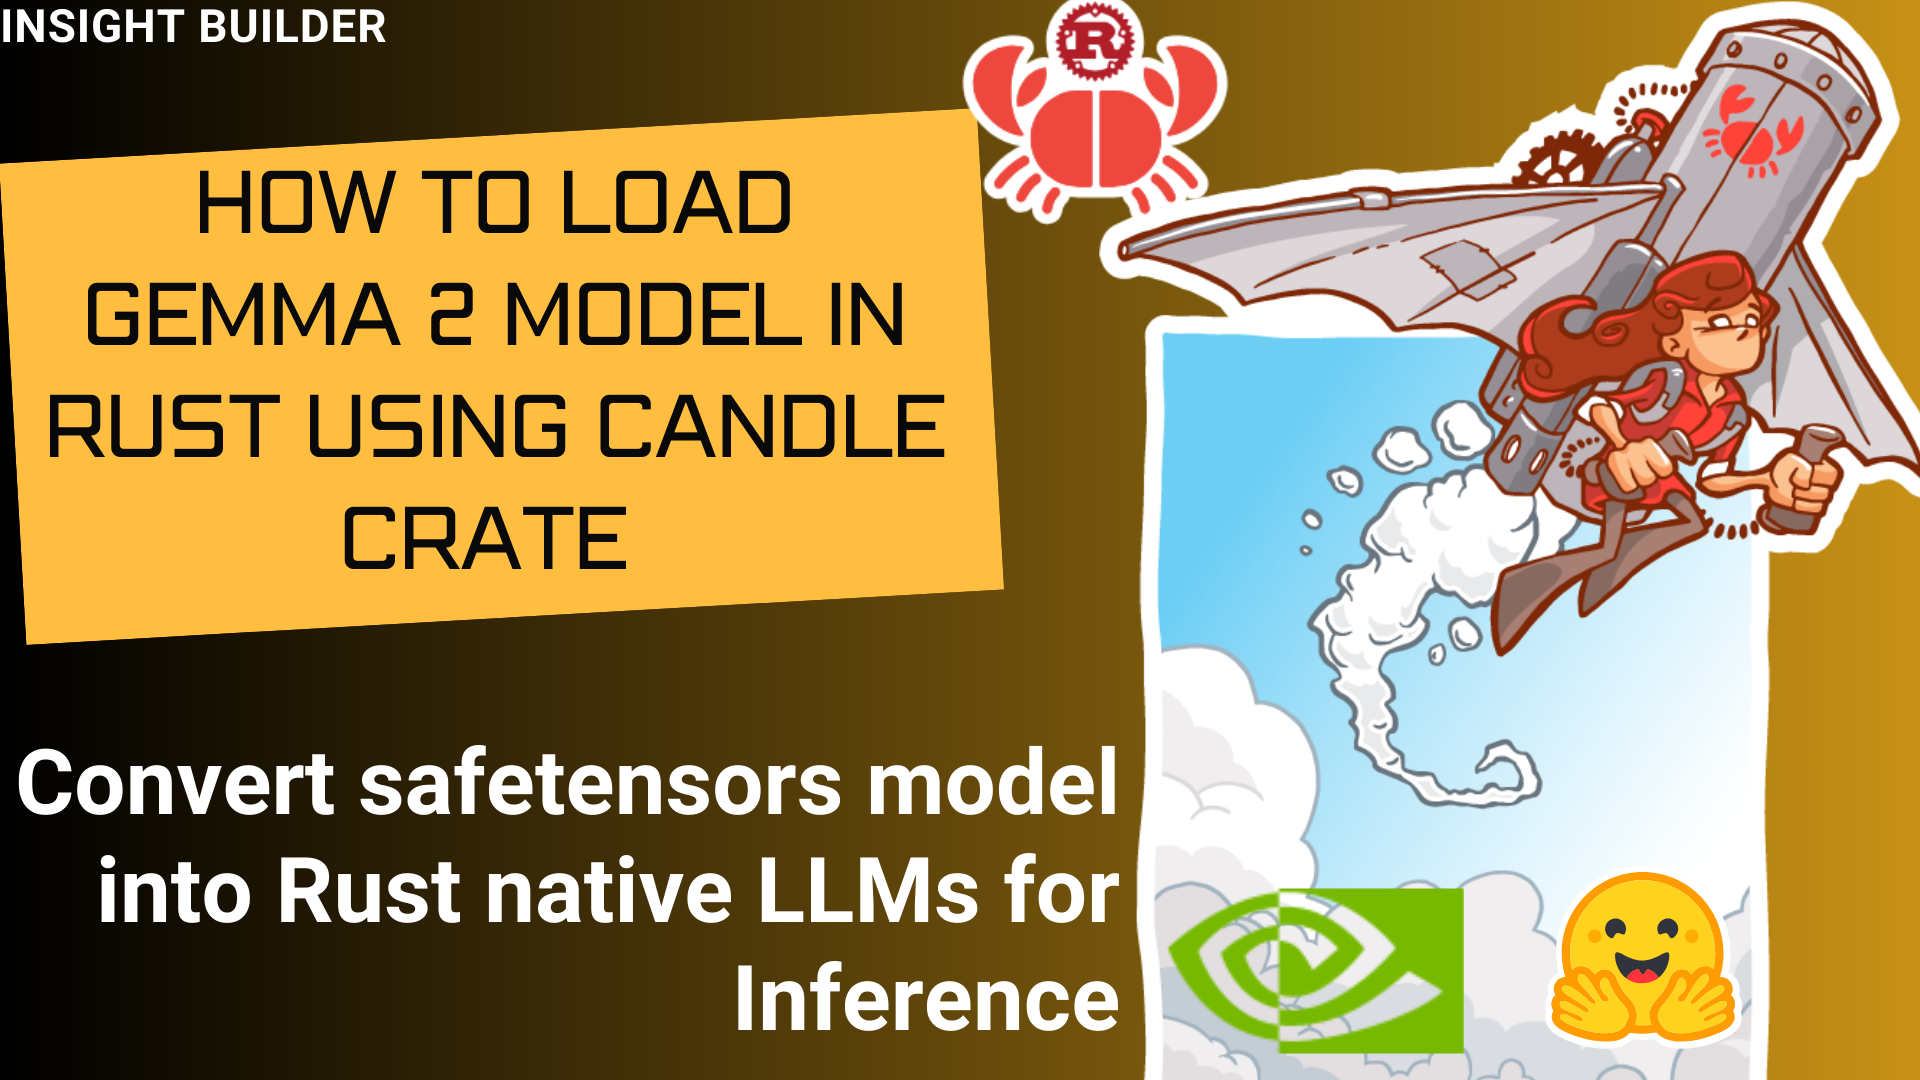 INSIGHT BUILDER
R
HOW TO LOAD
GEMMA 2 MODEL IN
RUST USING CANDLE
CRATE
Convert safetensors model
into Rust native LLMs for
Inference